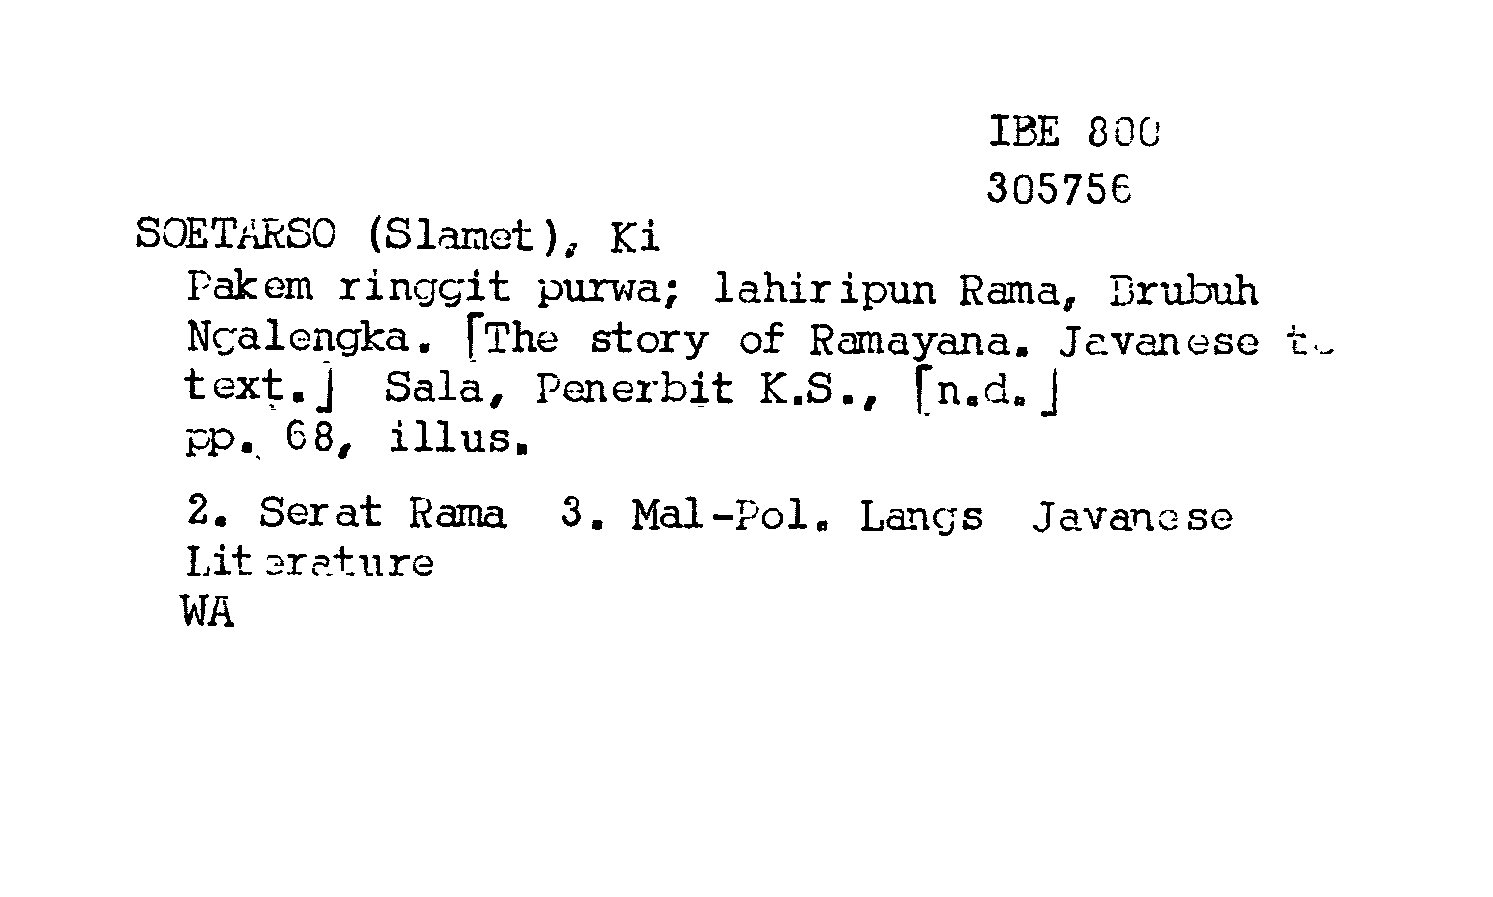 IBE 800
305756
SOETARSO (Slamet), Ki
Pakem ringgit purwa; lahiripun Rama, Brubuh
Ngalengka. [The story of Ramayana. Javanese
text.] Sala, Penerbit K.S., [n.d.]
pp. 68, illus.
2. Serat Rama 3. Mal-Pol. Langs Javanese
Literature
WA